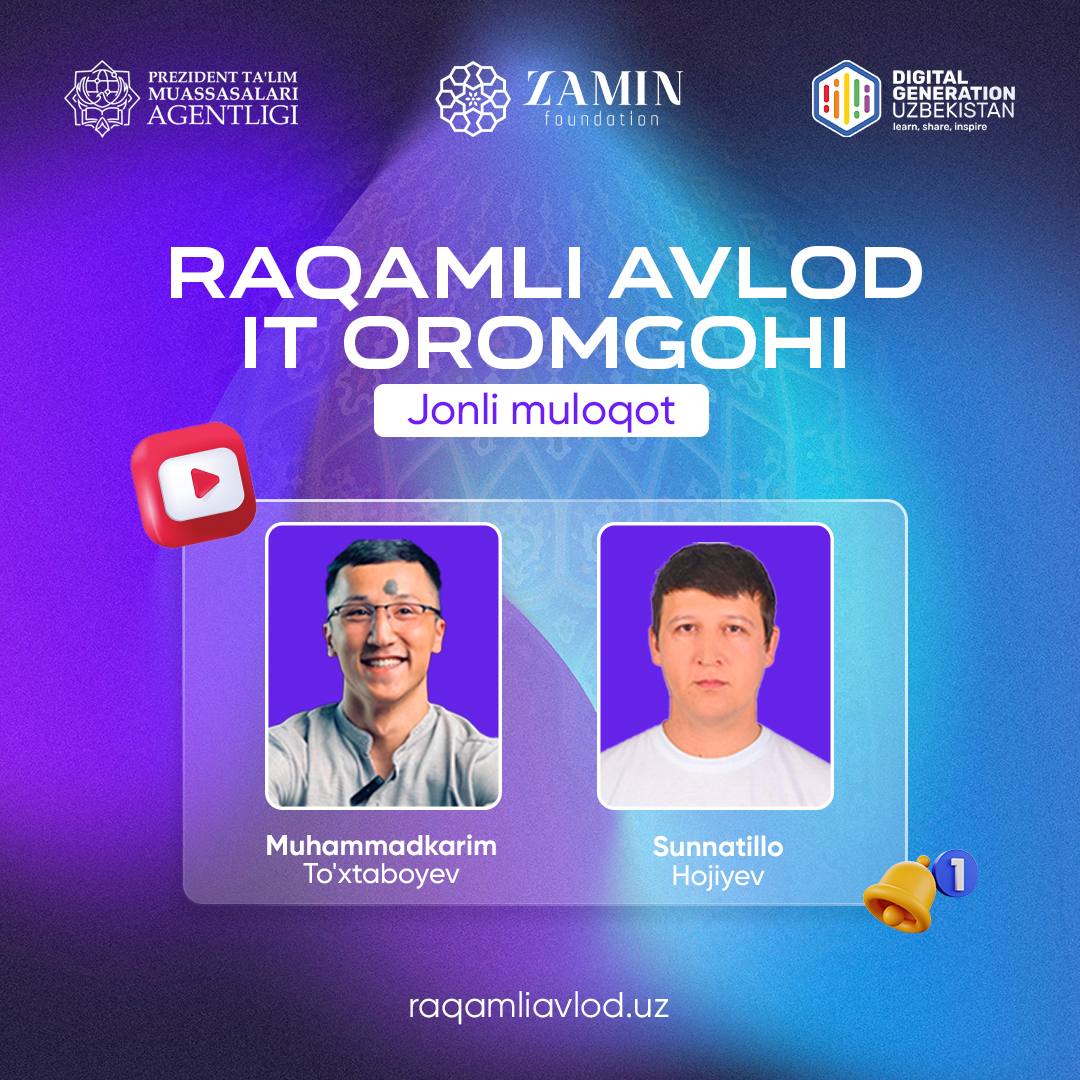 PREZIDENT TA'LIM
MUASSASALARI
AGENTLIGI
ZAMIN
foundation
DIGITAL
GENERATION
UZBEKISTAN
learn, share, inspire
RAQAMLI AVLOD
IT OROMGOHI
Jonli muloqot
Muhammadkarim
To'xtaboyev
Sunnatillo
Hojiyev
1
raqamliavlod.uz